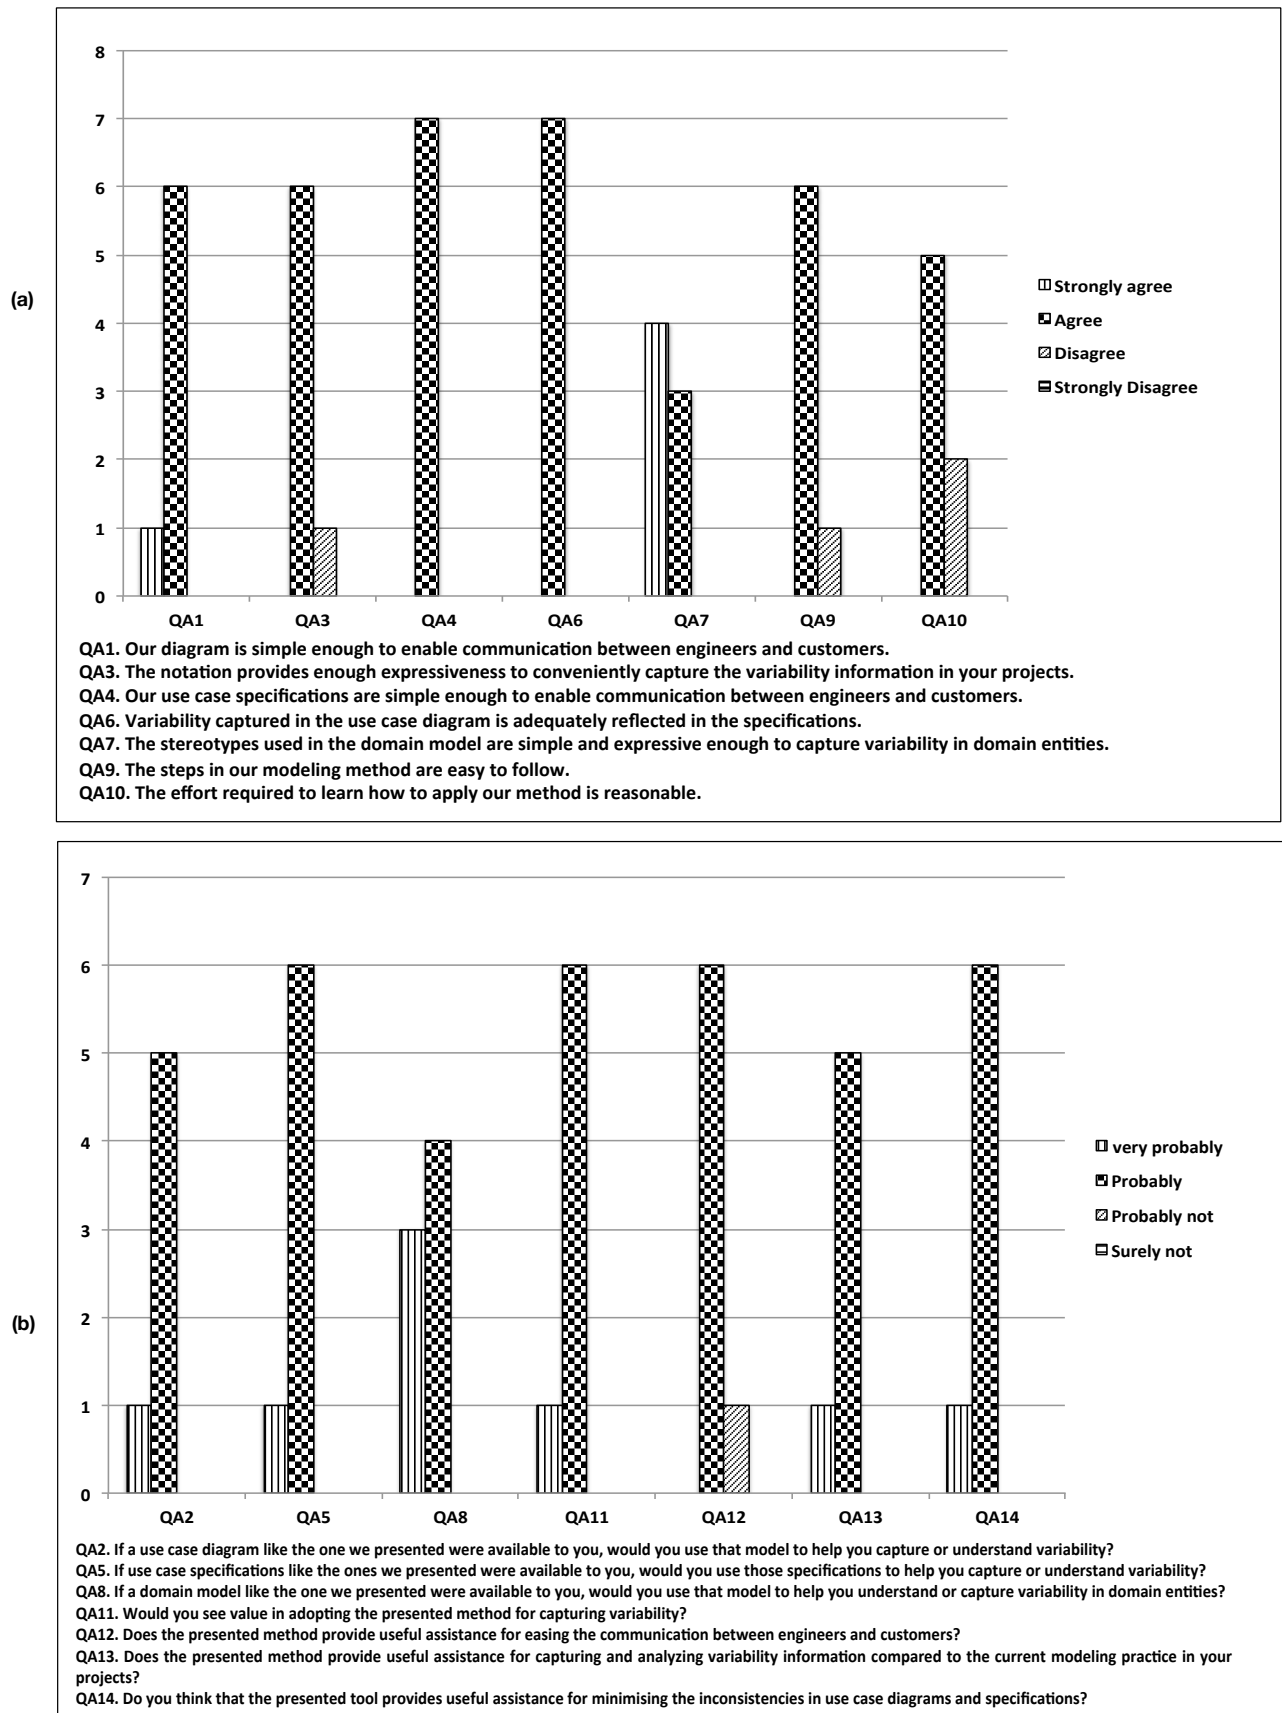 8
7
6
5
4
3
2
1
0
QA1 QA3 QA4 QA6 QA7 QA9 QA10
(a)
Strongly agree
Agree
Disagree
Strongly Disagree
QA1. Our diagram is simple enough to enable communication between engineers and customers.
QA3. The notation provides enough expressiveness to conveniently capture the variability information in your projects.
QA4. Our use case specifications are simple enough to enable communication between engineers and customers.
QA6. Variability captured in the use case diagram is adequately reflected in the specifications.
QA7. The stereotypes used in the domain model are simple and expressive enough to capture variability in domain entities.
QA9. The steps in our modeling method are easy to follow.
QA10. The effort required to learn how to apply our method is reasonable.
7
6
5
4
3
2
1
0
QA2 QA5 QA8 QA11 QA12 QA13 QA14
(b)
very probably
Probably
Probably not
Surely not
QA2. If a use case diagram like the one we presented were available to you, would you use that model to help you capture or understand variability?
QA5. If use case specifications like the ones we presented were available to you, would you use those specifications to help you capture or understand variability?
QA8. If a domain model like the one we presented were available to you, would you use that model to help you understand or capture variability in domain entities?
QA11. Would you see value in adopting the presented method for capturing variability?
QA12. Does the presented method provide useful assistance for easing the communication between engineers and customers?
QA13. Does the presented method provide useful assistance for capturing and analyzing variability information compared to the current modeling practice in your
projects?
QA14. Do you think that the presented tool provides useful assistance for minimising the inconsistencies in use case diagrams and specifications?